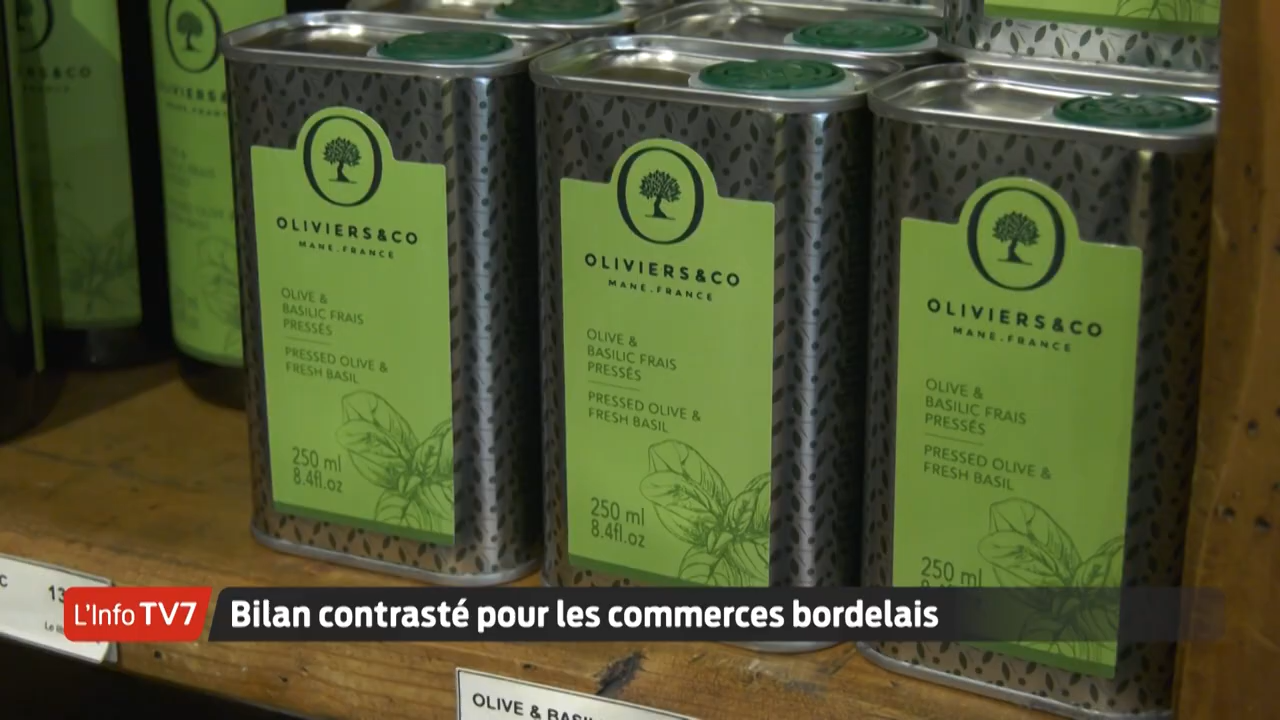 OLIVIERS&CO
MANE.FRANCE
OLIVE &
BASILIC FRAIS
PRESSÉS
PRESSED OLIVE &
FRESH BASIL
250 ml
8.4fl.oz
OLIVIERS&CO
MANE.FRANCE
OLIVE &
BASILIC FRAIS
PRESSÉS
PRESSED OLIVE &
FRESH BASIL
250 ml
8.4fl.oz
OLIVIERS&CO
MANE.FRANCE
OLIVE &
BASILIC FRAIS
PRESSÉS
PRESSED OLIVE &
FRESH BASIL
250 ml
L'Info TV7
Bilan contrasté pour les commerces bordelais
OLIVE &